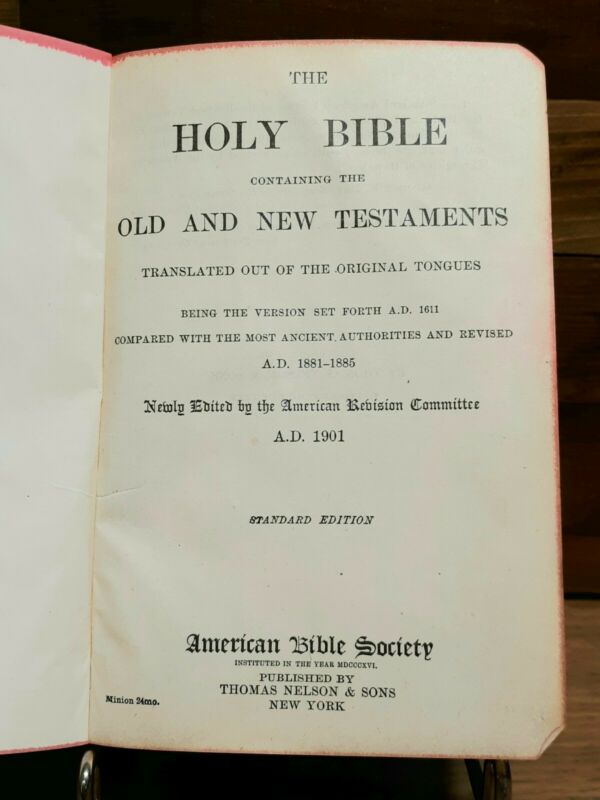 THE
HOLY BIBLE
CONTAINING THE
OLD AND NEW TESTAMENTS
TRANSLATED OUT OF THE ORIGINAL TONGUES
BEING THE VERSION SET FORTH A.D. 1611
COMPARED WITH THE MOST ANCIENT AUTHORITIES AND REVISED
A.D. 1881–1885
Newly Edited by the American Revision Committee
A.D. 1901
STANDARD EDITION
American Bible Society
INSTITUTED IN THE YEAR MDCCCXVI.
PUBLISHED BY
THOMAS NELSON & SONS
NEW YORK
Minion 24mo.